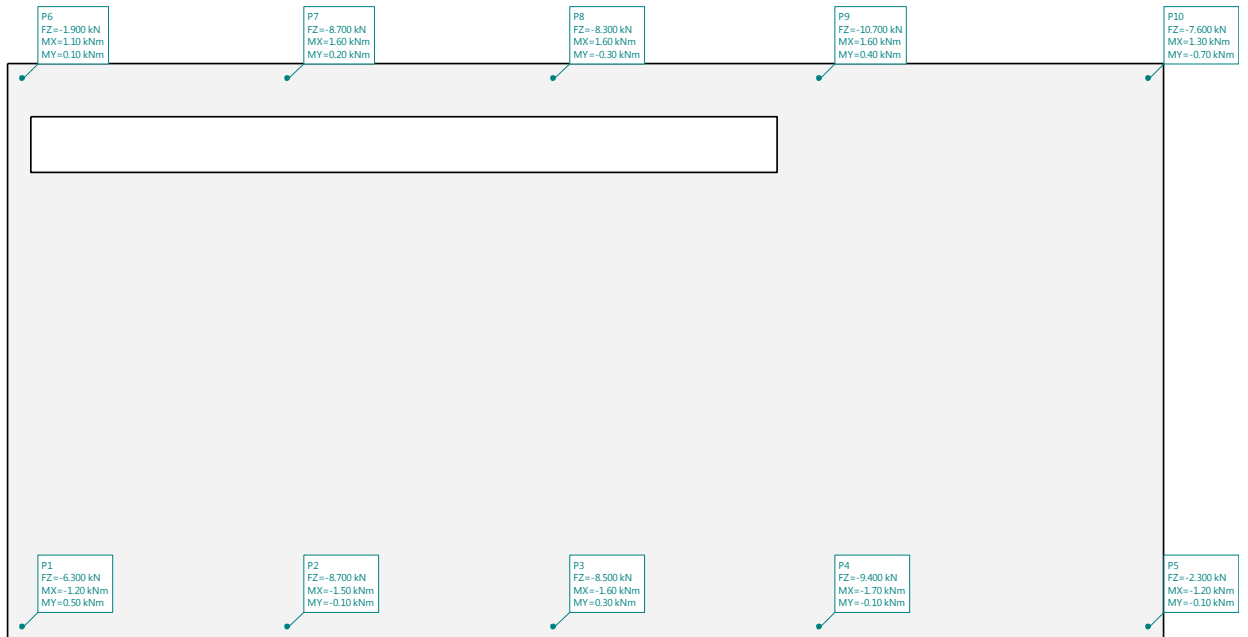 P6
FZ=-1.900 kN
MX=1.10 kNm
MY=0.10 kNm
P7
FZ=-8.700 kN
MX=1.60 kNm
MY=0.20 kNm
P8
FZ=-8.300 kN
MX=1.60 kNm
MY=-0.30 kNm
P9
FZ=-10.700 kN
MX=1.60 kNm
MY=0.40 kNm
P10
FZ=-7.600 kN
MX=1.30 kNm
MY=-0.70 kNm
P1
FZ=-6.300 kN
MX=-1.20 kNm
MY=0.50 kNm
P2
FZ=-8.700 kN
MX=-1.50 kNm
MY=-0.10 kNm
P3
FZ=-8.500 kN
MX=-1.60 kNm
MY=0.30 kNm
P4
FZ=-9.400 kN
MX=-1.70 kNm
MY=-0.10 kNm
P5
FZ=-2.300 kN
MX=-1.20 kNm
MY=-0.10 kNm